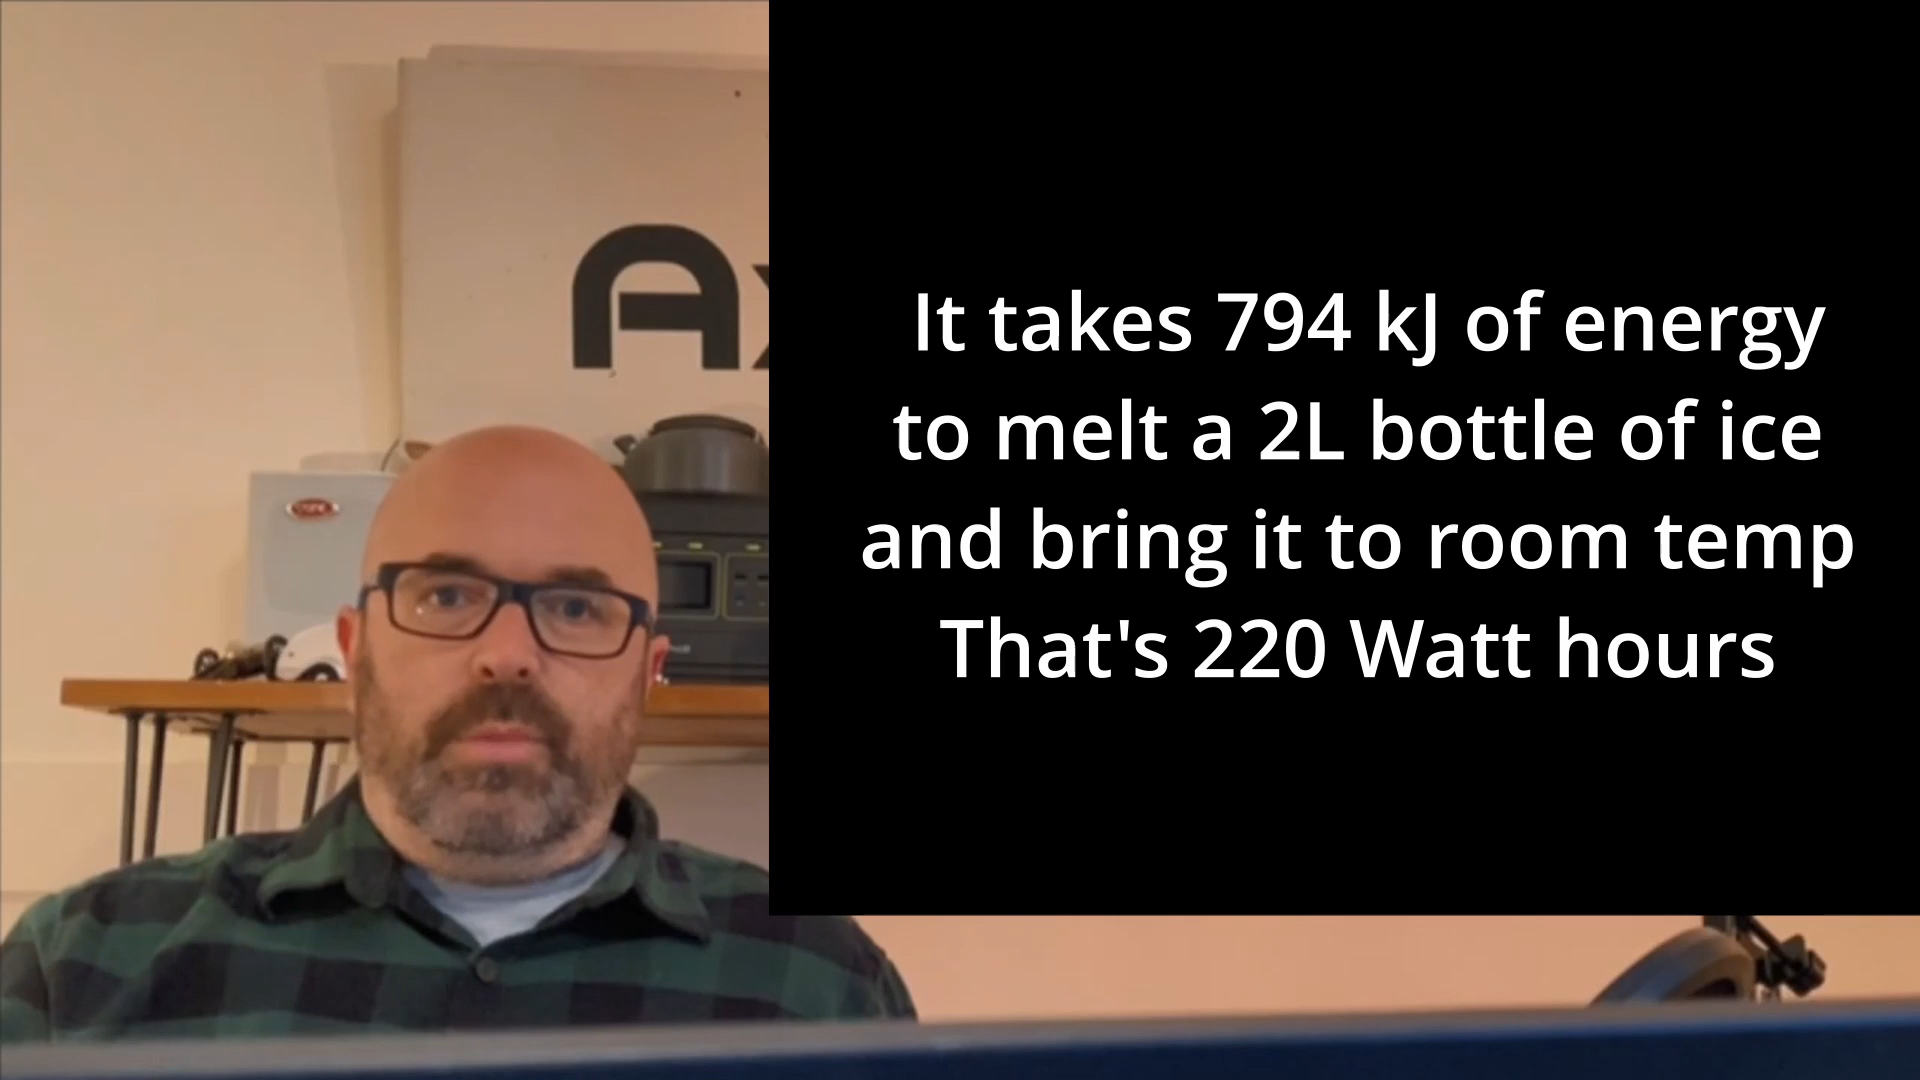 A
It takes 794 kJ of energy
to melt a 2L bottle of ice
and bring it to room temp
That's 220 Watt hours